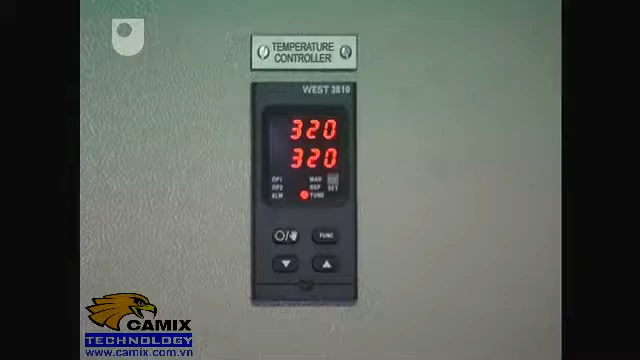 TEMPERATURE
CONTROLLER
WEST 3810
320
320
OP1 MAN
OP2 RSP SET
ALM TUNE
FUNC
CAMIX
TECHNOLOGY
www.camix.com.vn